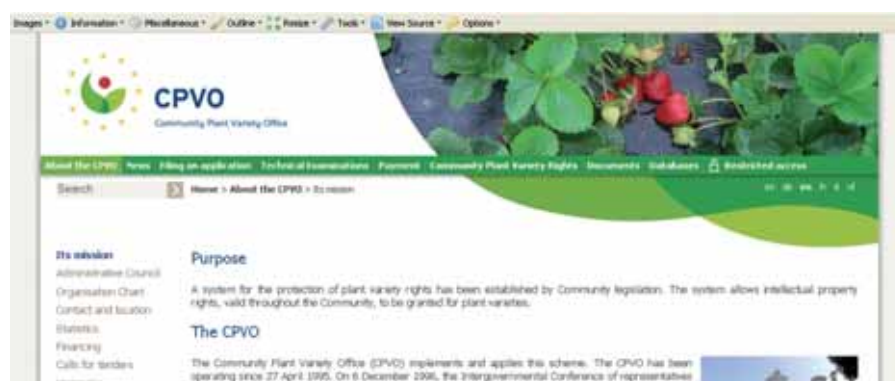 Images Information Miscellaneous Outline Resize Tools View Source Options
CPVO
Community Plant Variety Office
About the CPVO News Filing an application Technical Examinations Payment Community Plant Variety Rights Documents Databases Restricted access
Search
Home > About the CPVO > Its mission
Its mission
Administrative Council
Organisation Chart
Contact and location
Statistics
Financing
Calls for tenders
Purpose
A system for the protection of plant variety rights has been established by Community legislation. The system allows intellectual property
rights, valid throughout the Community, to be granted for plant varieties.
The CPVO
The Community Plant Variety Office (CPVO) implements and applies this scheme. The CPVO has been
operating since 27 April 1995. On 6 December 1996, the Intergovernmental Conference of representatives